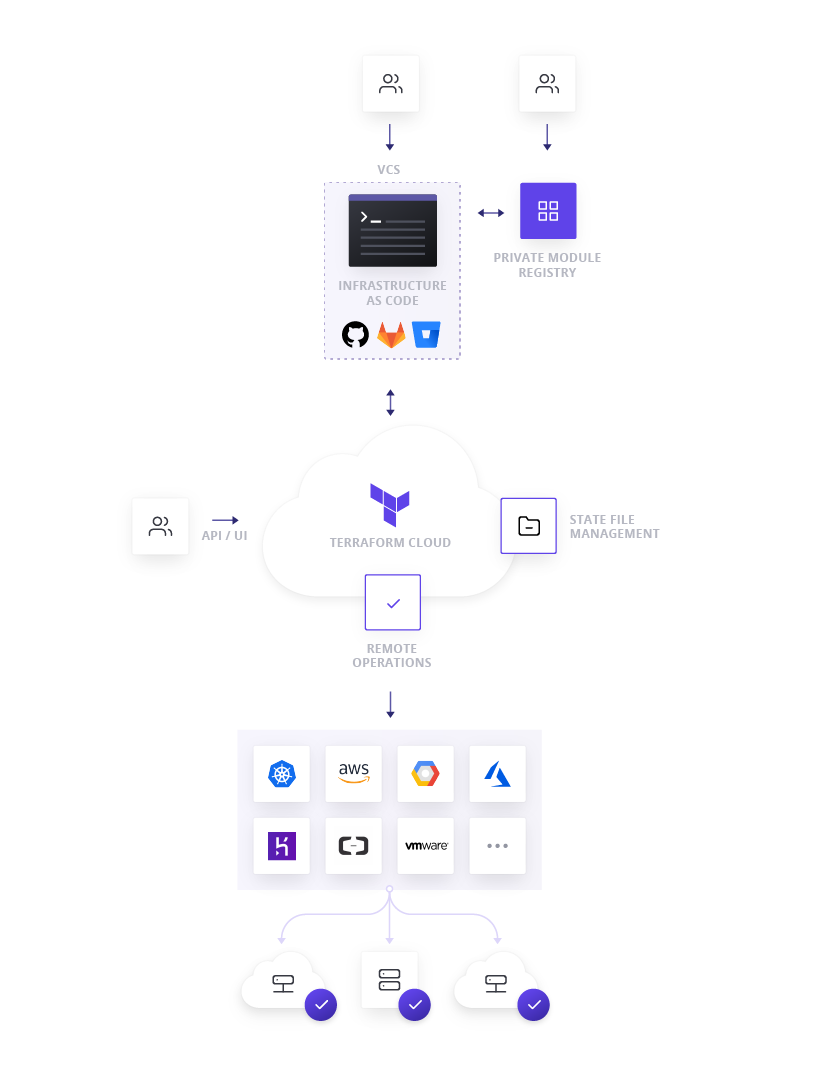 VCS
INFRASTRUCTURE
AS CODE
PRIVATE MODULE
REGISTRY
TERRAFORM CLOUD
API / UI
STATE FILE
MANAGEMENT
REMOTE
OPERATIONS
aws
vmware